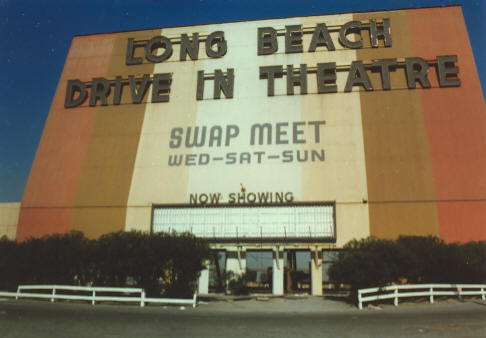 LONG BEACH
DRIVE IN THEATRE
SWAP MEET
WED-SAT-SUN
NOW SHOWING